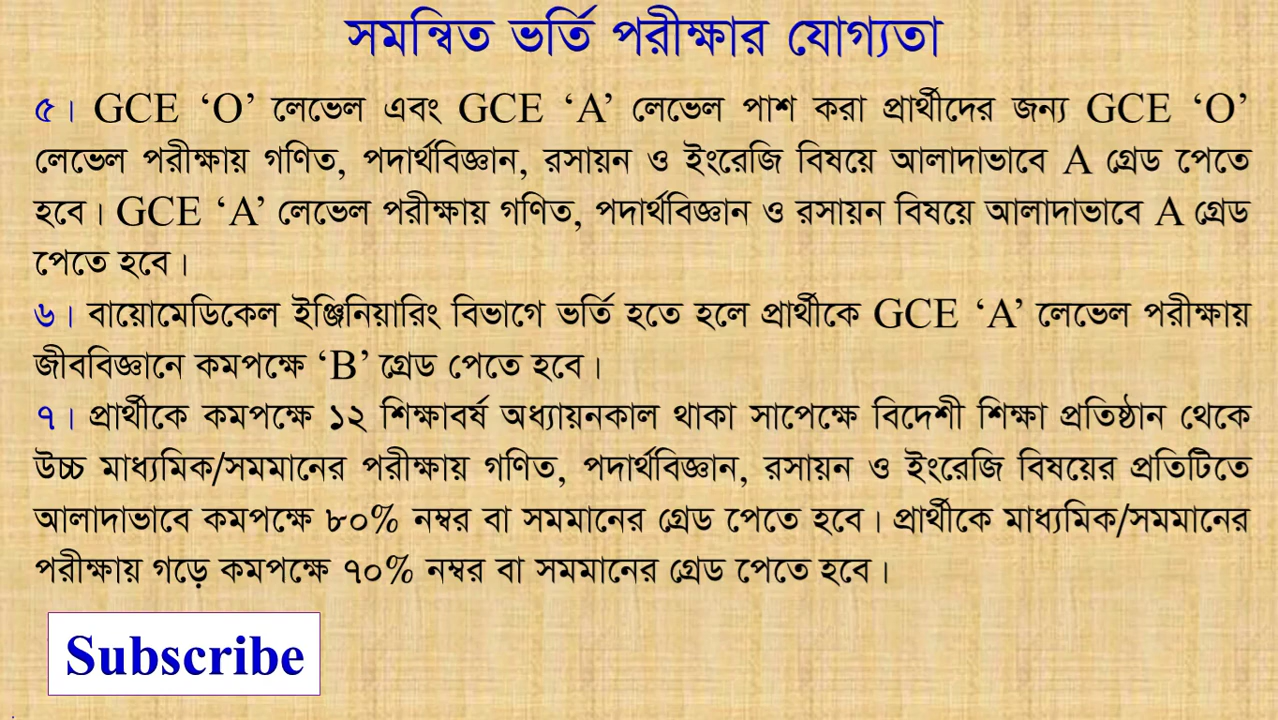 সমন্বিত ভর্তি পরীক্ষার যোগ্যতা
৫। GCE ‘O’ লেভেল এবং GCE ‘A’ লেভেল পাশ করা প্রার্থীদের জন্য GCE ‘O’
লেভেল পরীক্ষায় গণিত, পদার্থবিজ্ঞান, রসায়ন ও ইংরেজি বিষয়ে আলাদাভাবে A গ্রেড পেতে
হবে। GCE ‘A’ লেভেল পরীক্ষায় গণিত, পদার্থবিজ্ঞান ও রসায়ন বিষয়ে আলাদাভাবে A গ্রেড
পেতে হবে।
৬। বায়োমেডিকেল ইঞ্জিনিয়ারিং বিভাগে ভর্তি হতে হলে প্রার্থীকে GCE ‘A’ লেভেল পরীক্ষায়
জীববিজ্ঞানে কমপক্ষে ‘B’ গ্রেড পেতে হবে।
৭। প্রার্থীকে কমপক্ষে ১২ শিক্ষাবর্ষ অধ্যায়নকাল থাকা সাপেক্ষে বিদেশী শিক্ষা প্রতিষ্ঠান থেকে
উচ্চ মাধ্যমিক/সমমানের পরীক্ষায় গণিত, পদার্থবিজ্ঞান, রসায়ন ও ইংরেজি বিষয়ের প্রতিটিতে
আলাদাভাবে কমপক্ষে ৮০% নম্বর বা সমমানের গ্রেড পেতে হবে। প্রার্থীকে মাধ্যমিক/সমমানের
পরীক্ষায় গড়ে কমপক্ষে ৭০% নম্বর বা সমমানের গ্রেড পেতে হবে।
Subscribe